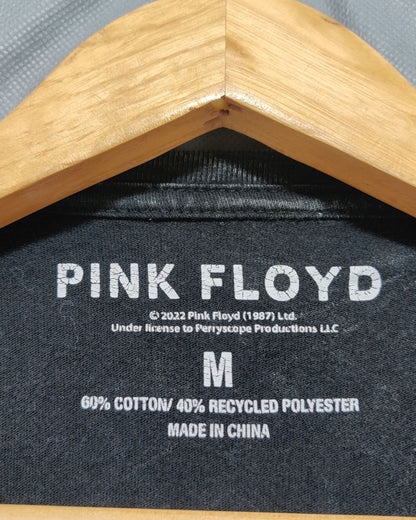 PINK FLOYD
© 2022 Pink Floyd (1987) Ltd.
Under license to Perryscope Productions LLC
M
60% COTTON/ 40% RECYCLED POLYESTER
MADE IN CHINA